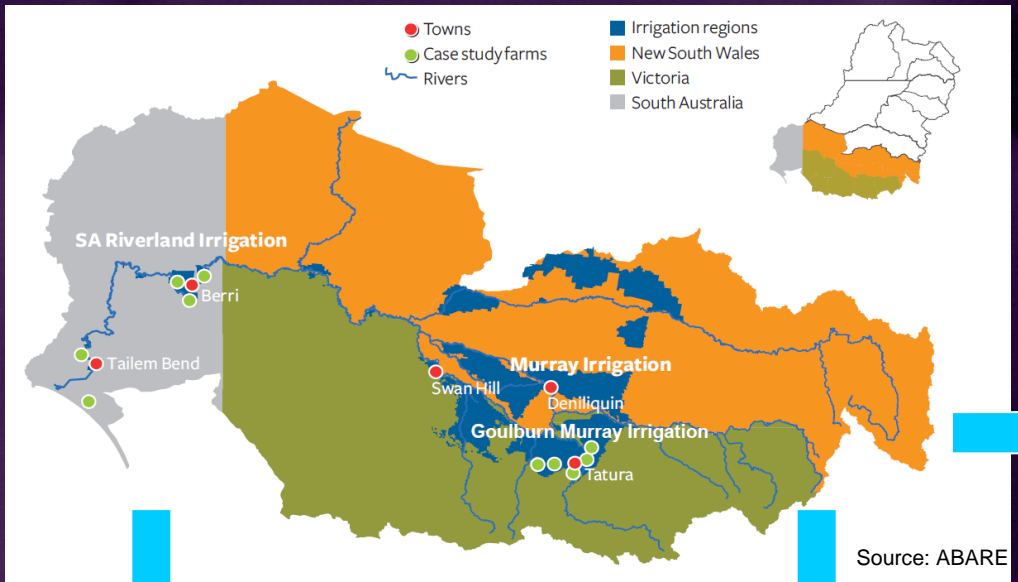 Towns
Case study farms
Rivers
Irrigation regions
New South Wales
Victoria
South Australia
SA Riverland Irrigation
Berri
Tailem Bend
Murray Irrigation
Swan Hill
Deniliquin
Goulburn Murray Irrigation
Tatura
Source: ABARE